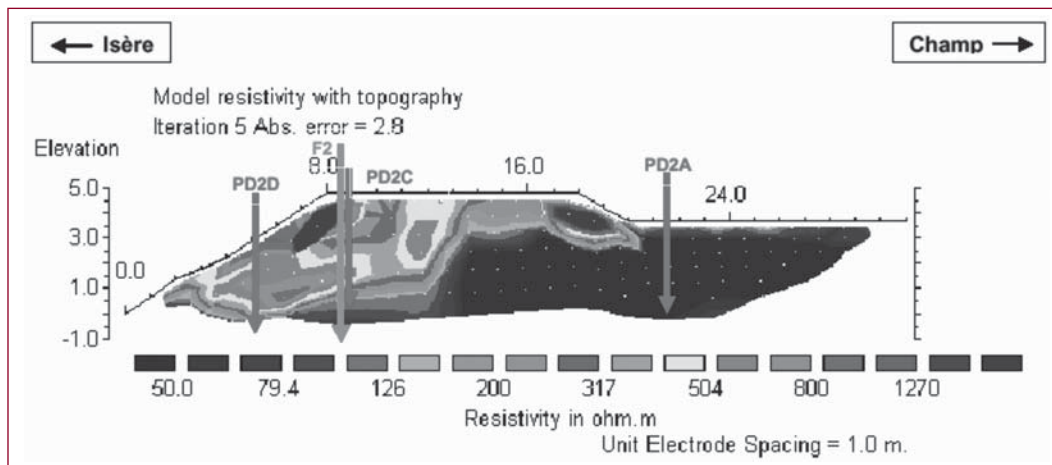 ← Isère
Champ →
Model resistivity with topography
Iteration 5 Abs. error = 2.8
Elevation
F2
8.0
16.0
24.0
PD2D
PD2C
PD2A
5.0
3.0
1.0
-1.0
0.0
50.0 79.4 126 200 317 504 800 1270
Resistivity in ohm.m
Unit Electrode Spacing = 1.0 m.